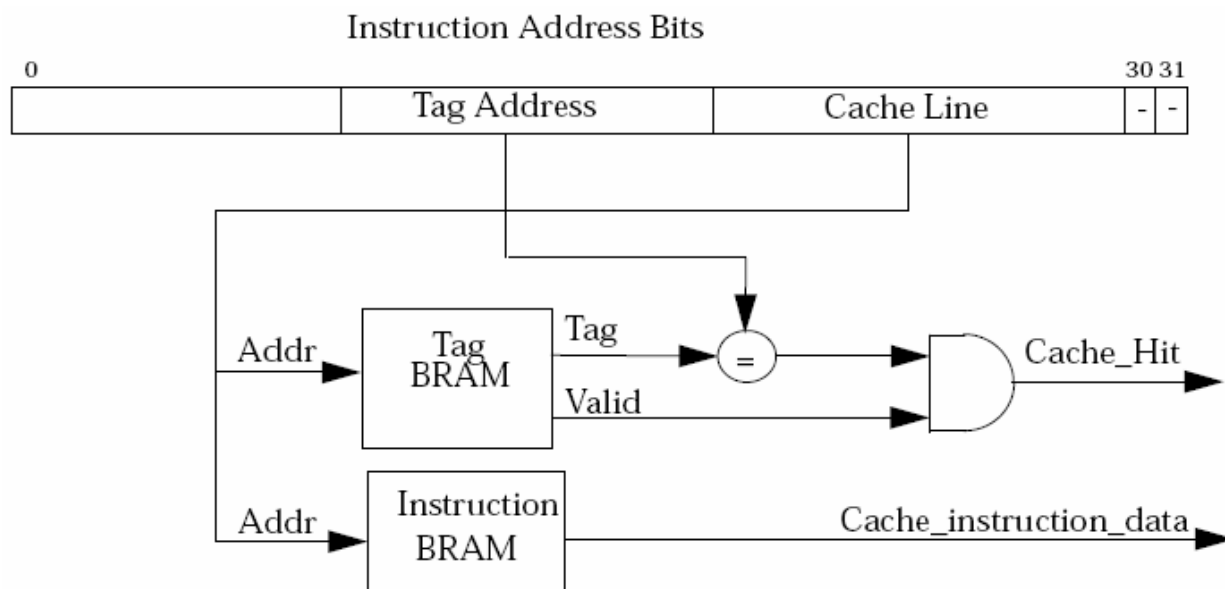 Instruction Address Bits
0 30 31
Tag Address Cache Line - -
Addr Tag BRAM Tag = Cache_Hit
Valid
Addr Instruction BRAM Cache_instruction_data